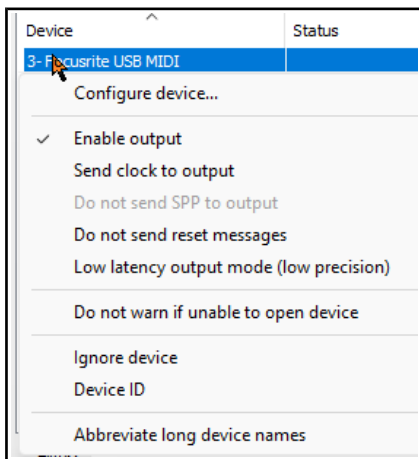 Device Status
3- Focusrite USB MIDI
Configure device...
Enable output
Send clock to output
Do not send SPP to output
Do not send reset messages
Low latency output mode (low precision)
Do not warn if unable to open device
Ignore device
Device ID
Abbreviate long device names